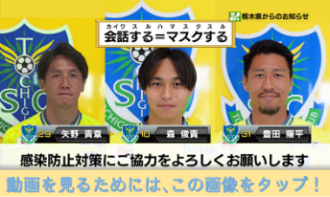 栃木県からのお知らせ
カイワスルハマスクスル
会話する＝マスクする
TOCHIGI
29 矢野 貴章
10 森 俊貴
31 豊田 陽平
感染防止対策にご協力をよろしくお願いします
動画を見るためには、この画像をタップ！